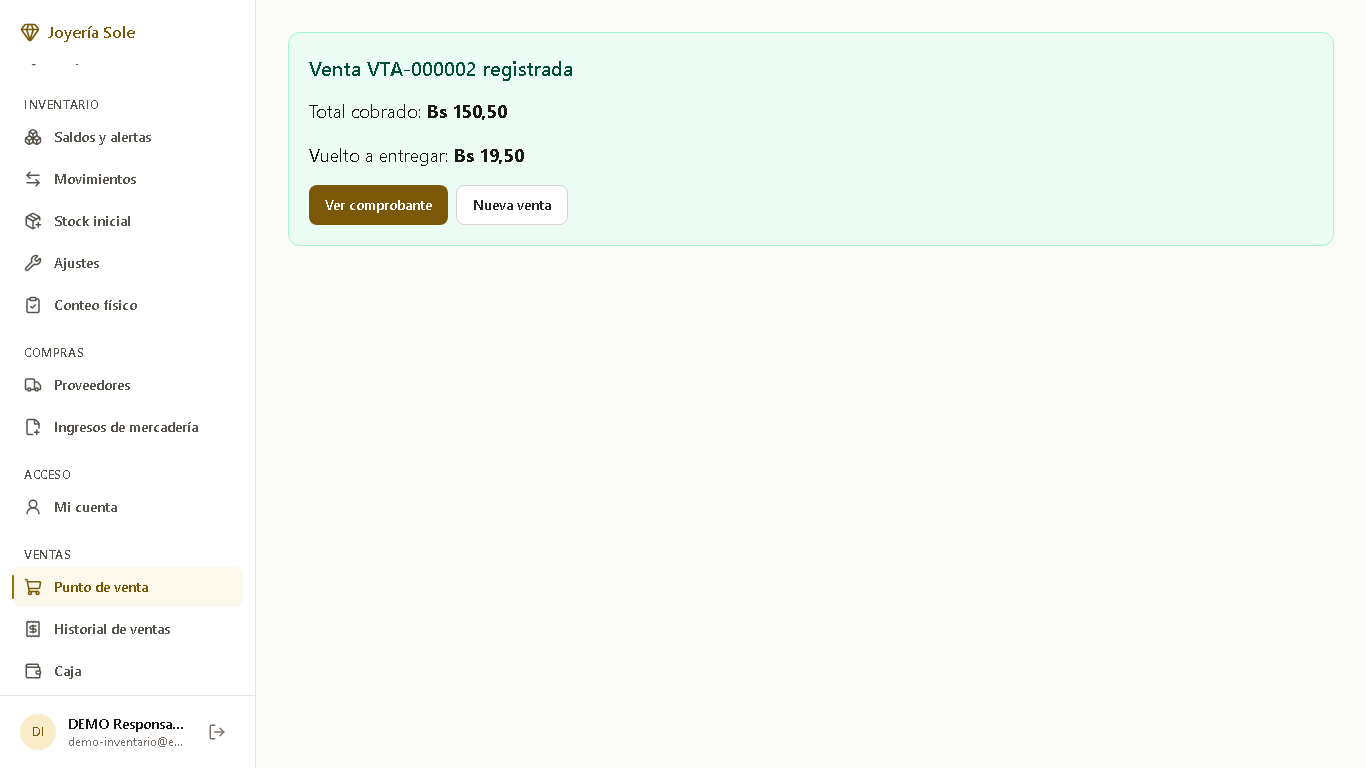 Joyería Sole
INVENTARIO
Saldos y alertas
Movimientos
Stock inicial
Ajustes
Conteo físico
COMPRAS
Proveedores
Ingresos de mercadería
ACCESO
Mi cuenta
VENTAS
Punto de venta
Historial de ventas
Caja
DI
DEMO Responsa...
demo-inventario@e...
Venta VTA-000002 registrada
Total cobrado: Bs 150,50
Vuelto a entregar: Bs 19,50
Ver comprobante
Nueva venta